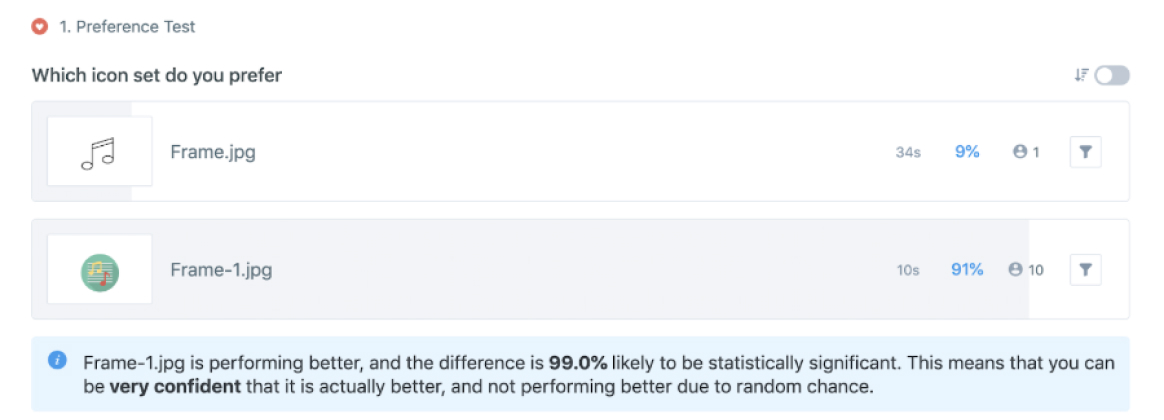 1. Preference Test
Which icon set do you prefer
Frame.jpg 34s 9% 1
Frame-1.jpg 10s 91% 10
Frame-1.jpg is performing better, and the difference is 99.0% likely to be statistically significant. This means that you can
be very confident that it is actually better, and not performing better due to random chance.